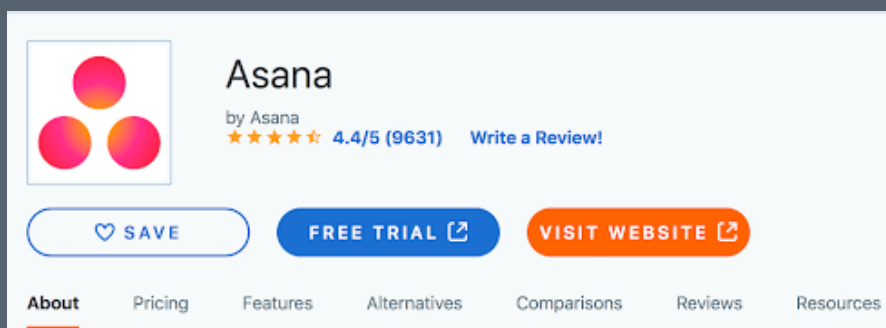 Asana
by Asana
4.4/5 (9631) Write a Review!
SAVE FREE TRIAL VISIT WEBSITE
About Pricing Features Alternatives Comparisons Reviews Resources